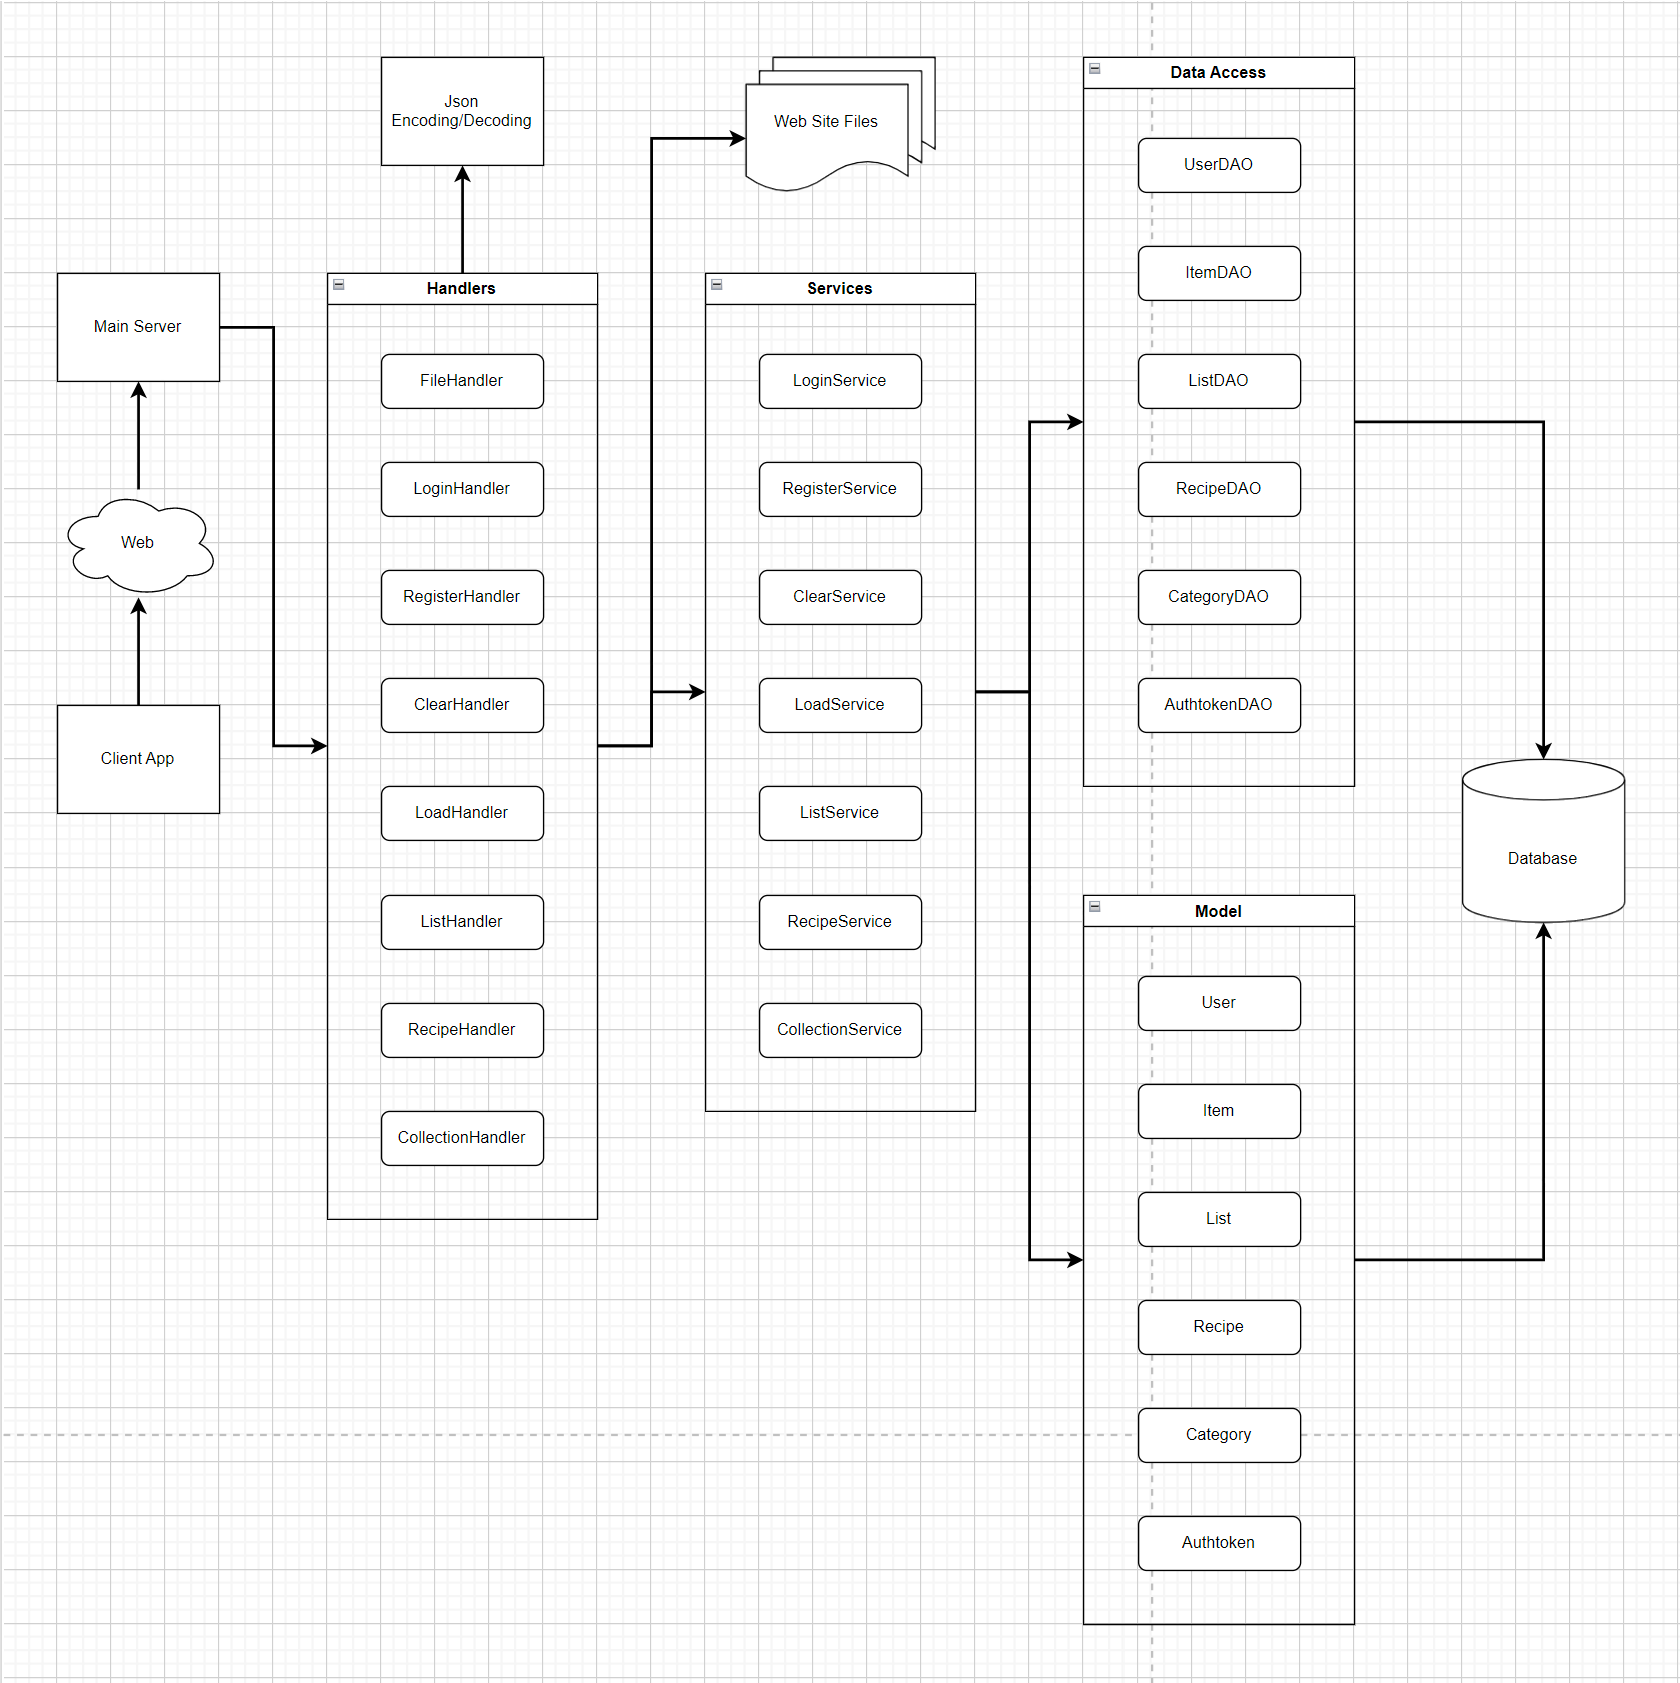 Json
Encoding/Decoding
Web Site Files
Main Server
Web
Client App
Handlers
FileHandler
LoginHandler
RegisterHandler
ClearHandler
LoadHandler
ListHandler
RecipeHandler
CollectionHandler
Services
LoginService
RegisterService
ClearService
LoadService
ListService
RecipeService
CollectionService
Data Access
UserDAO
ItemDAO
ListDAO
RecipeDAO
CategoryDAO
AuthtokenDAO
Model
User
Item
List
Recipe
Category
Authtoken
Database